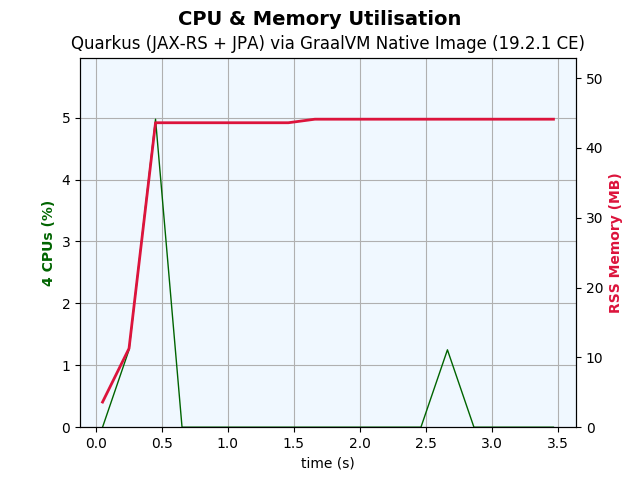 CPU & Memory Utilisation
Quarkus (JAX-RS + JPA) via GraalVM Native Image (19.2.1 CE)
4 CPUs (%)
5
4
3
2
1
0
50
40
30
20
10
0
RSS Memory (MB)
0.0 0.5 1.0 1.5 2.0 2.5 3.0 3.5
time (s)